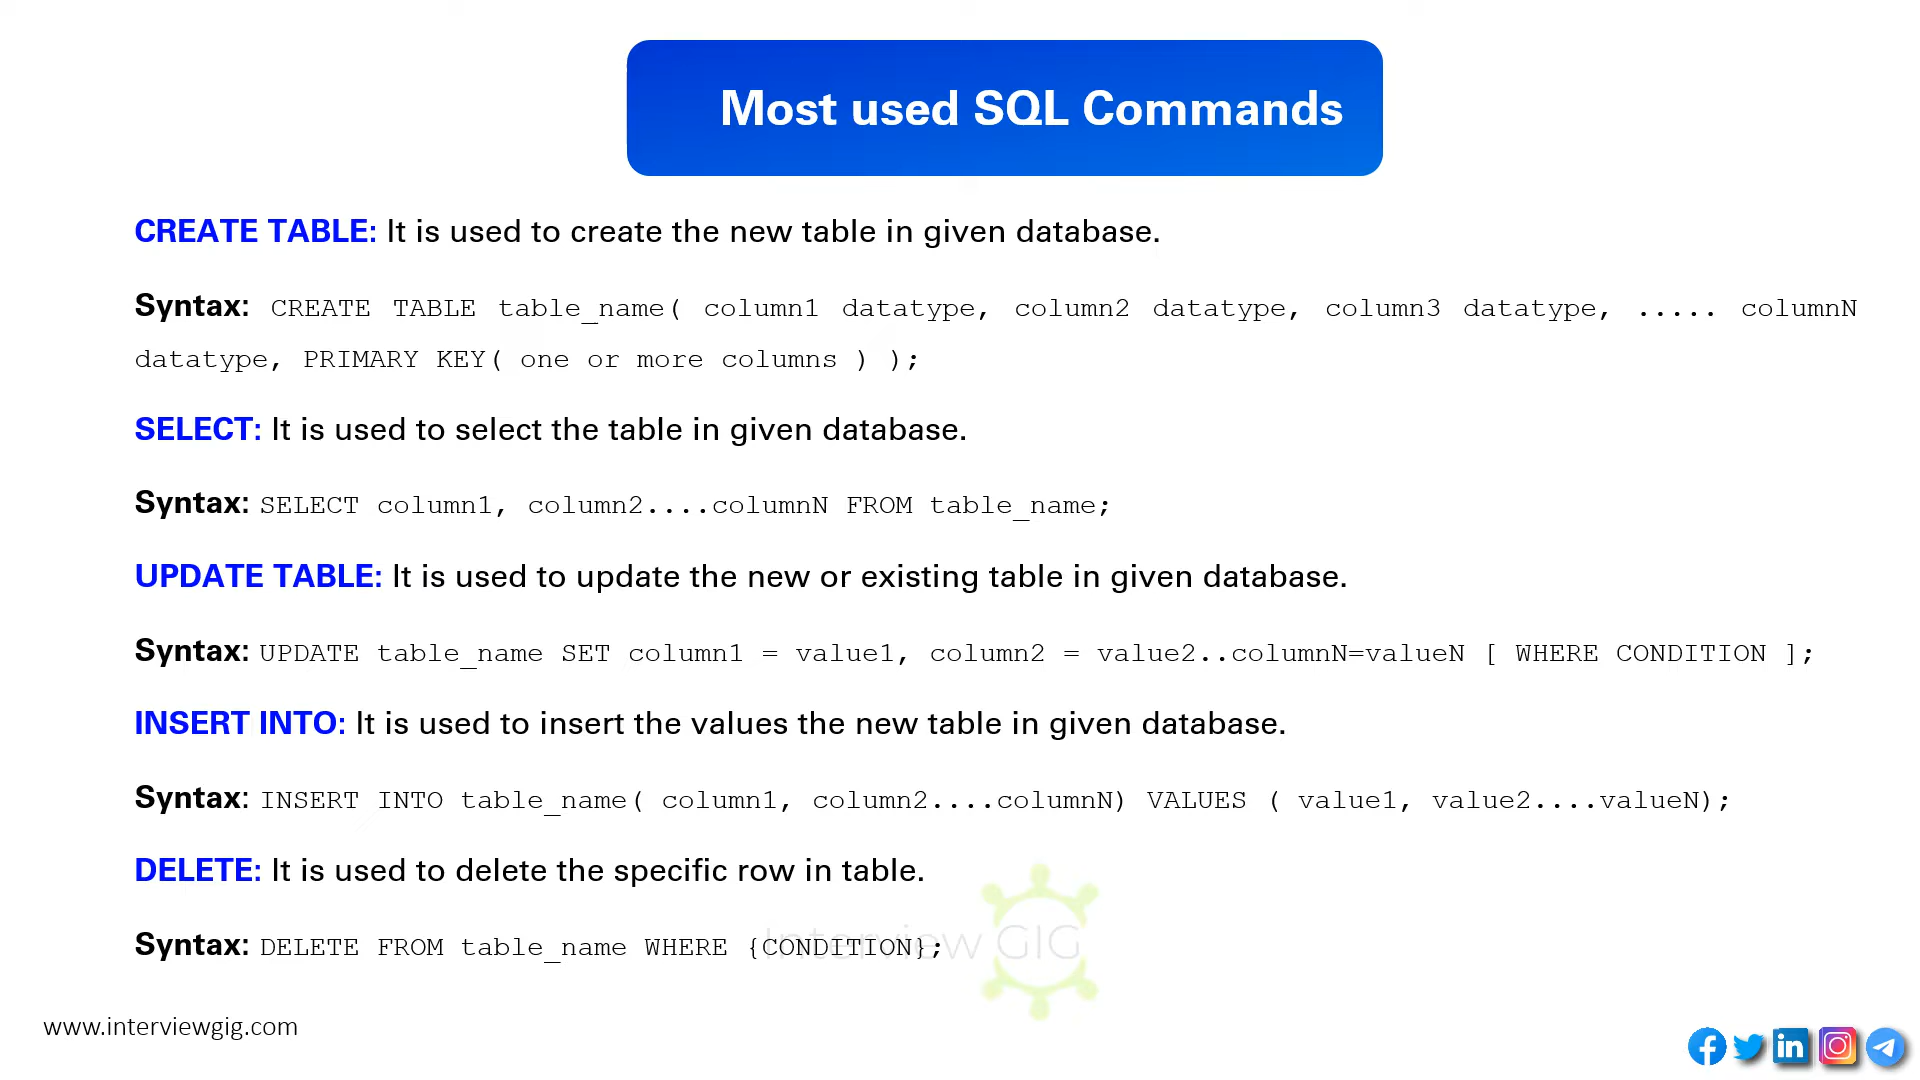 Most used SQL Commands
CREATE TABLE: It is used to create the new table in given database.
Syntax: CREATE TABLE table_name( column1 datatype, column2 datatype, column3 datatype, ..... columnN
datatype, PRIMARY KEY( one or more columns ) );
SELECT: It is used to select the table in given database.
Syntax: SELECT column1, column2....columnN FROM table_name;
UPDATE TABLE: It is used to update the new or existing table in given database.
Syntax: UPDATE table_name SET column1 = value1, column2 = value2..columnN=valueN [ WHERE CONDITION ];
INSERT INTO: It is used to insert the values the new table in given database.
Syntax: INSERT INTO table_name( column1, column2....columnN) VALUES ( value1, value2....valueN);
DELETE: It is used to delete the specific row in table.
Syntax: DELETE FROM table_name WHERE {CONDITION};
Interview GIG
www.interviewgig.com
in